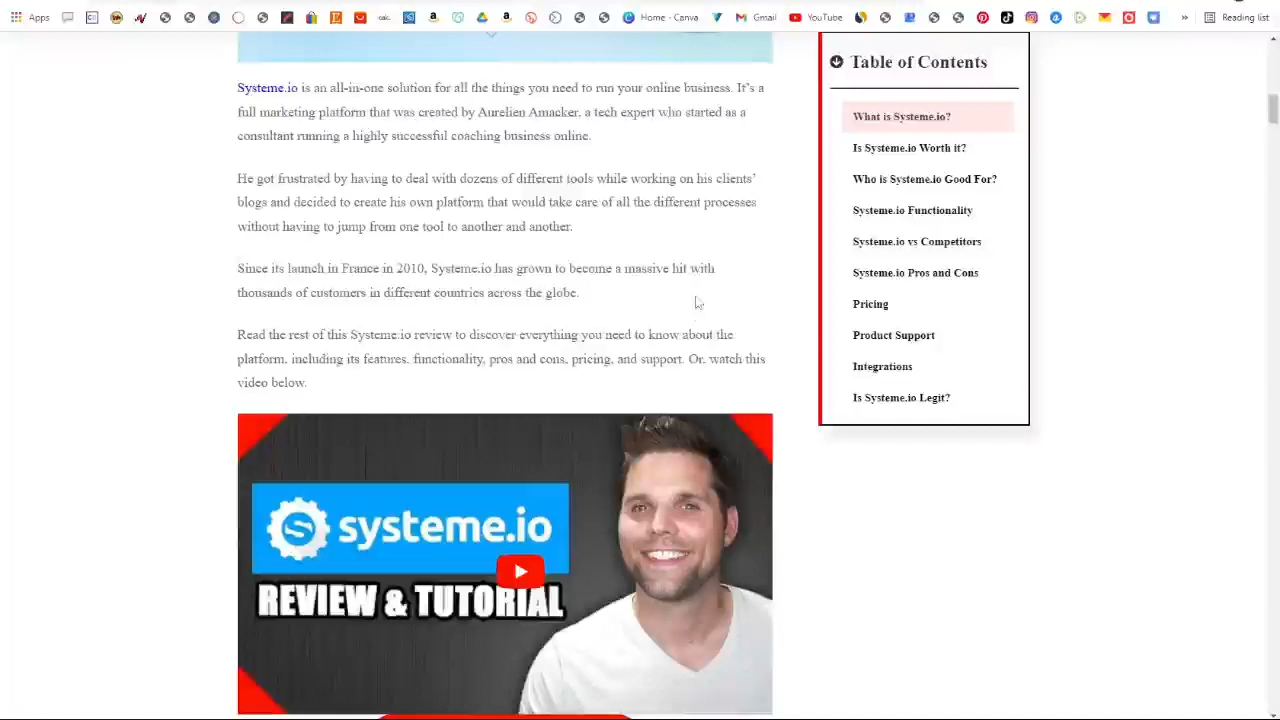 Apps
Home - Canva
Gmail
YouTube
Reading list
Systeme.io is an all-in-one solution for all the things you need to run your online business. It's a
full marketing platform that was created by Aurelien Amacker, a tech expert who started as a
consultant running a highly successful coaching business online.
He got frustrated by having to deal with dozens of different tools while working on his clients'
blogs and decided to create his own platform that would take care of all the different processes
without having to jump from one tool to another and another.
Since its launch in France in 2010, Systeme.io has grown to become a massive hit with
thousands of customers in different countries across the globe.
Read the rest of this Systeme.io review to discover everything you need to know about the
platform, including its features, functionality, pros and cons, pricing, and support. Or, watch this
video below.
systeme.io
REVIEW & TUTORIAL
Table of Contents
What is Systeme.io?
Is Systeme.io Worth it?
Who is Systeme.io Good For?
Systeme.io Functionality
Systeme.io vs Competitors
Systeme.io Pros and Cons
Pricing
Product Support
Integrations
Is Systeme.io Legit?